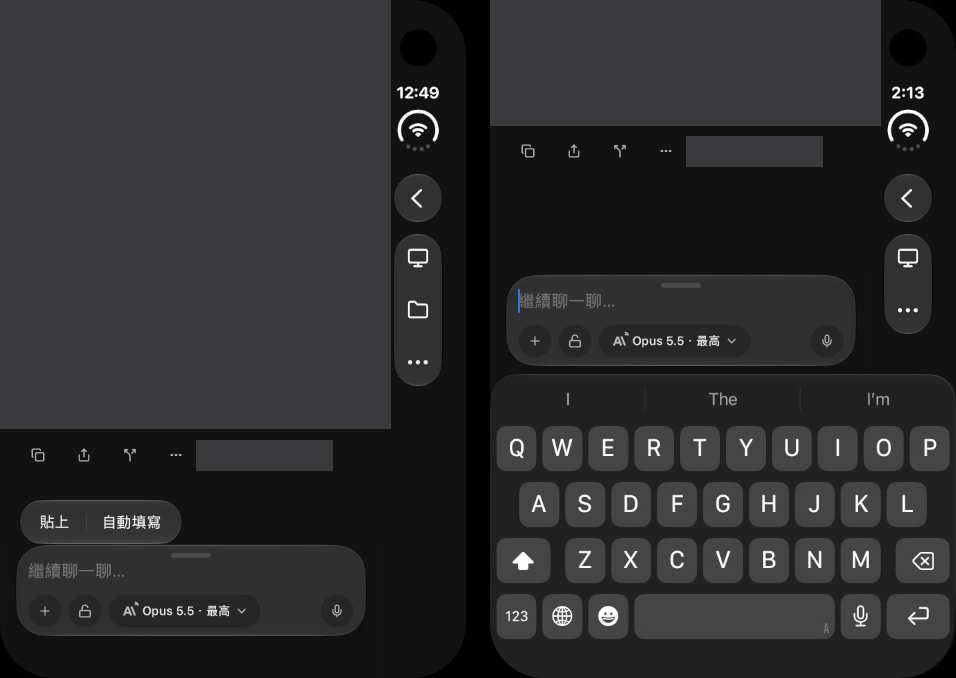 12:49
貼上
自動填寫
繼續聊一聊...
Opus 5.5 · 最高
2:13
繼續聊一聊...
Opus 5.5 · 最高
I The I'm
Q W E R T Y U I O P
A S D F G H J K L
Z X C V B N M
123
A